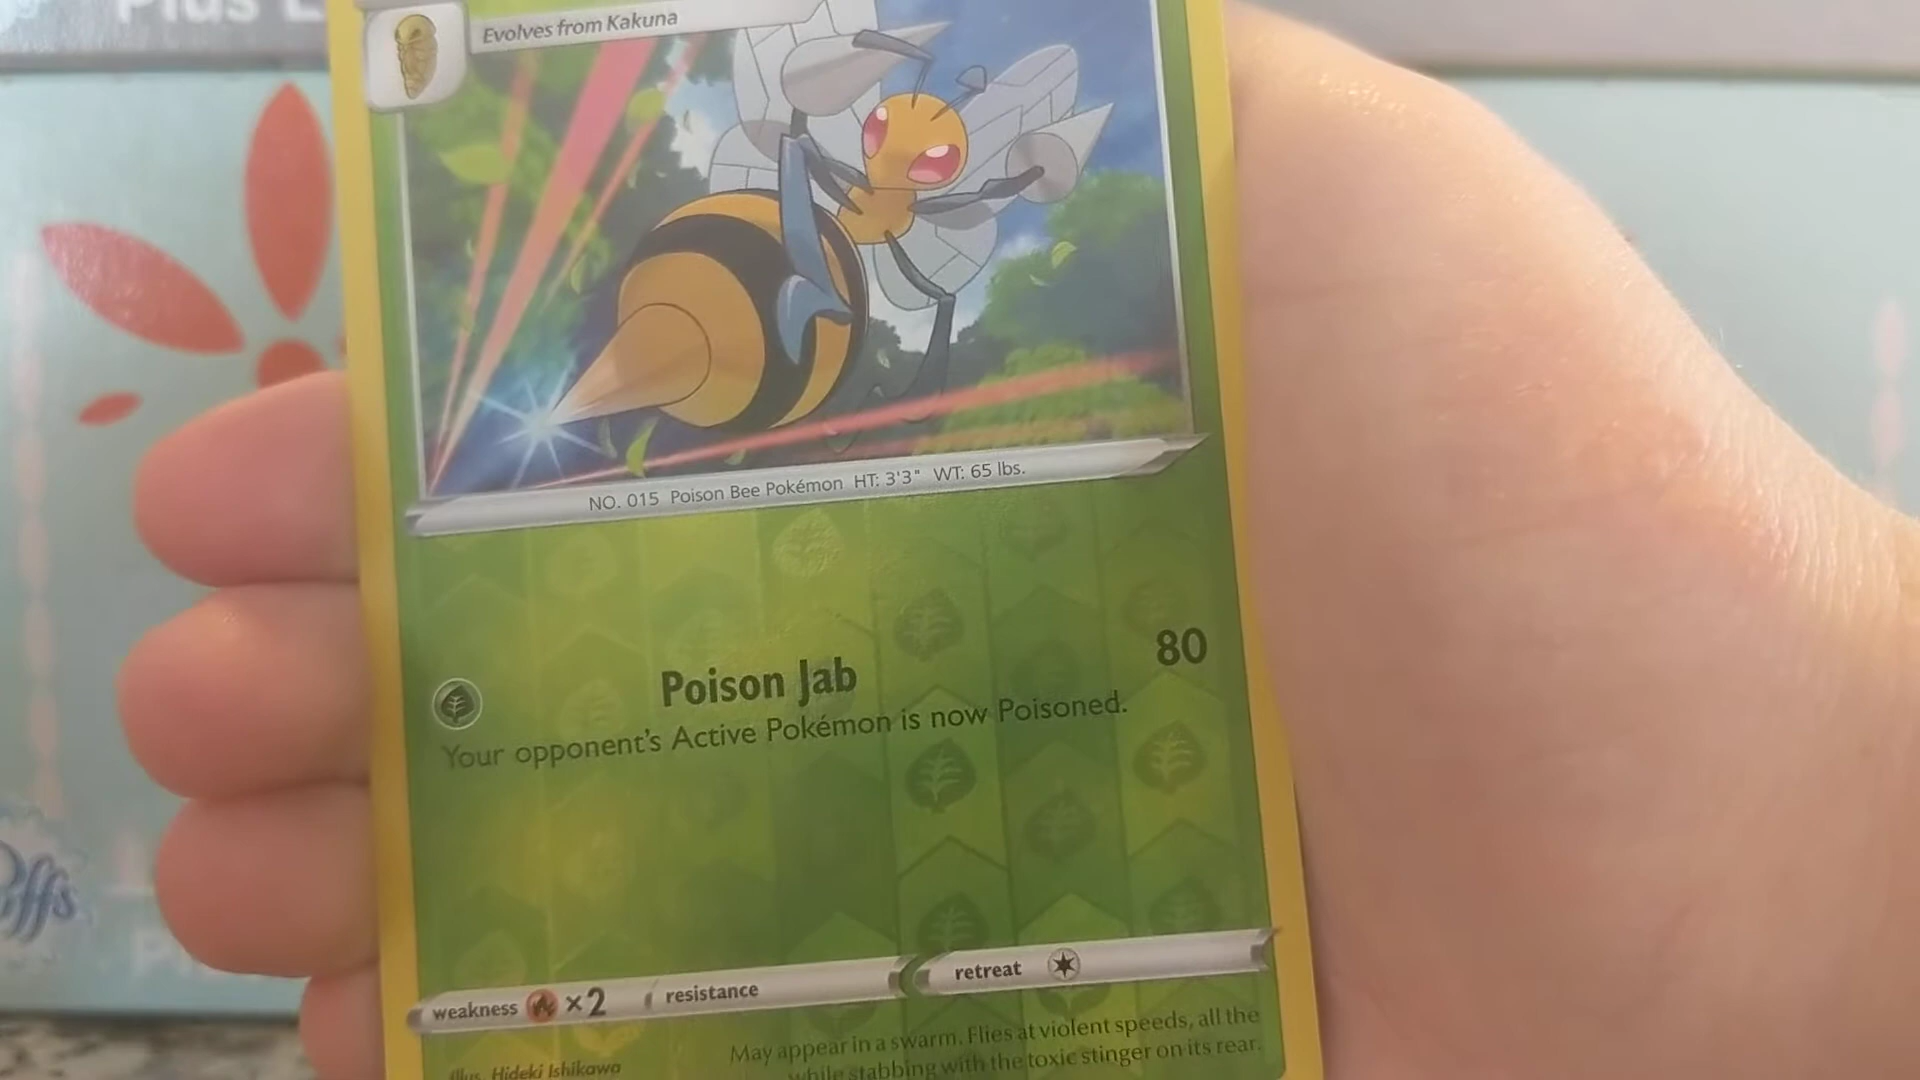 Plus
Evolves from Kakuna
NO. 015 Poison Bee Pokémon HT: 3'3" WT: 65 lbs.
Poison Jab 80
Your opponent's Active Pokémon is now Poisoned.
weakness ×2 resistance retreat
Illus. Hideki Ishikawa
May appear in a swarm. Flies at violent speeds, all the
while stabbing with the toxic stinger on its rear.